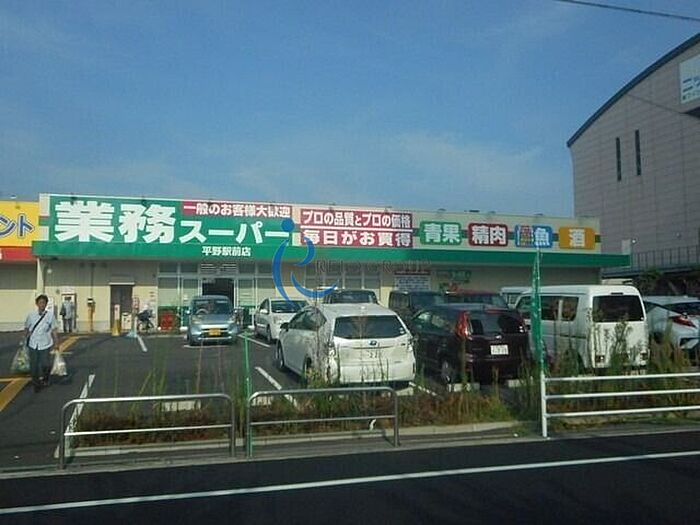 ント
業務スーパー
平野駅前店
一般のお客様大歓迎
プロの品質とプロの価格
毎日がお買得
青果
精肉
鮮魚
酒